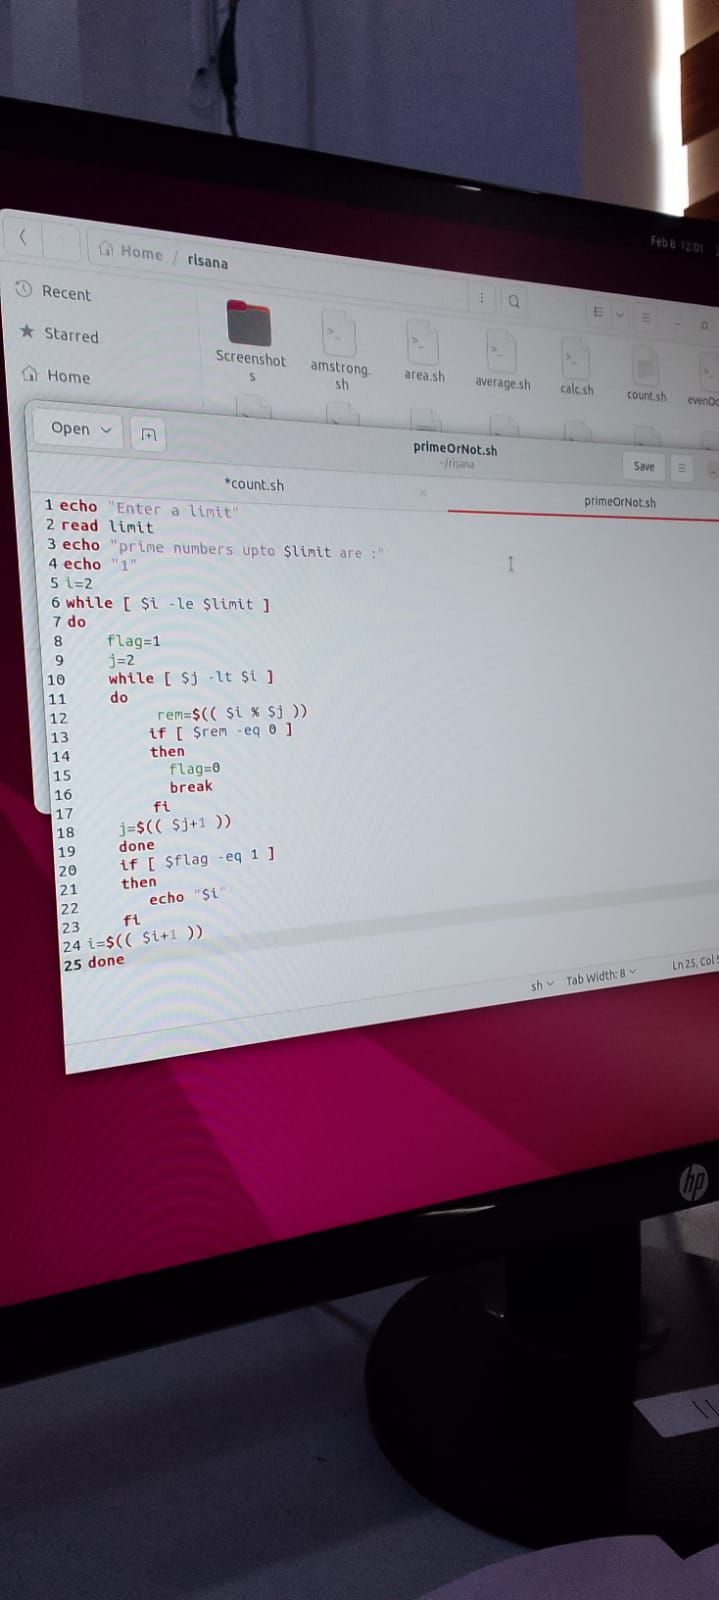 Feb 8 12:01
Home / risana
Recent
Starred
Home
Screenshot
s
amstrong.
sh
area.sh
average.sh
calc.sh
count.sh
Open
primeOrNot.sh
~/risana
Save
*count.sh
primeOrNot.sh
1 echo "Enter a limit"
2 read limit
3 echo "prime numbers upto $limit are :"
4 echo "1"
5 i=2
6 while [ $i -le $limit ]
7 do
8 flag=1
9 j=2
10 while [ $j -lt $i ]
11 do
12 rem=$(( $i % $j ))
13 if [ $rem -eq 0 ]
14 then
15 flag=0
16 break
17 fi
18 j=$(( $j+1 ))
19 done
20 if [ $flag -eq 1 ]
21 then
22 echo "$i"
23 fi
24 i=$(( $i+1 ))
25 done
sh
Tab Width: 8
Ln 25, Col
hp